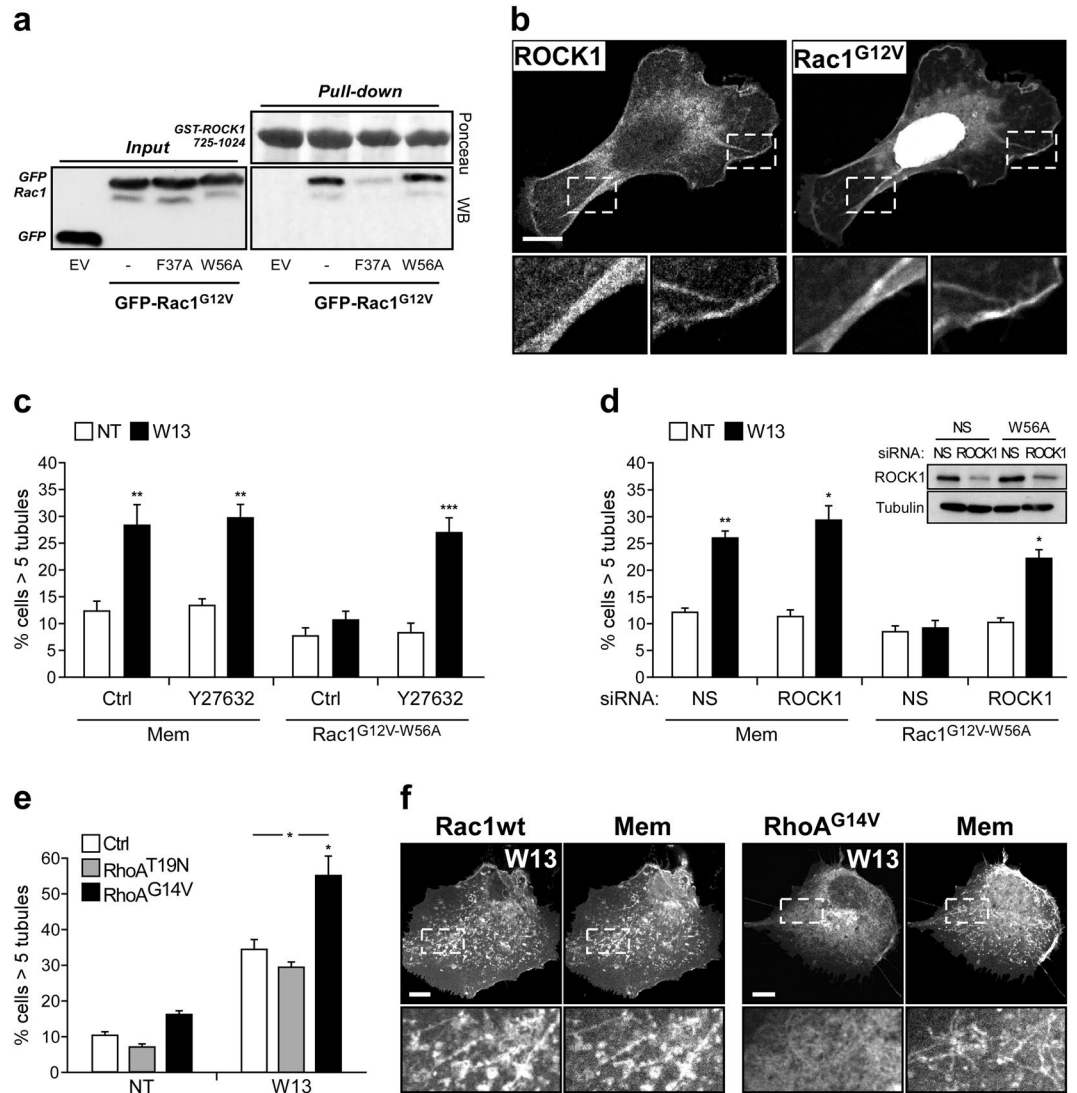 a
Pull-down
GST-ROCK1
725-1024
Ponceau
Input
GFP
Rac1
GFP
WB
EV - F37A W56A
EV - F37A W56A
GFP-Rac1G12V
GFP-Rac1G12V
b
ROCK1
Rac1G12V
c
NT W13
% cells > 5 tubules
40
35
30
25
20
15
10
5
0
** ** ***
Ctrl Y27632 Ctrl Y27632
Mem Rac1G12V-W56A
d
NT W13
NS W56A
siRNA: NS ROCK1 NS ROCK1
ROCK1
Tubulin
% cells > 5 tubules
40
35
30
25
20
15
10
5
0
** * *
siRNA: NS ROCK1 NS ROCK1
Mem Rac1G12V-W56A
e
Ctrl
RhoAT19N
RhoAG14V
% cells > 5 tubules
60
50
40
30
20
10
0
*
*
NT W13
f
Rac1wt Mem RhoAG14V Mem
W13 W13